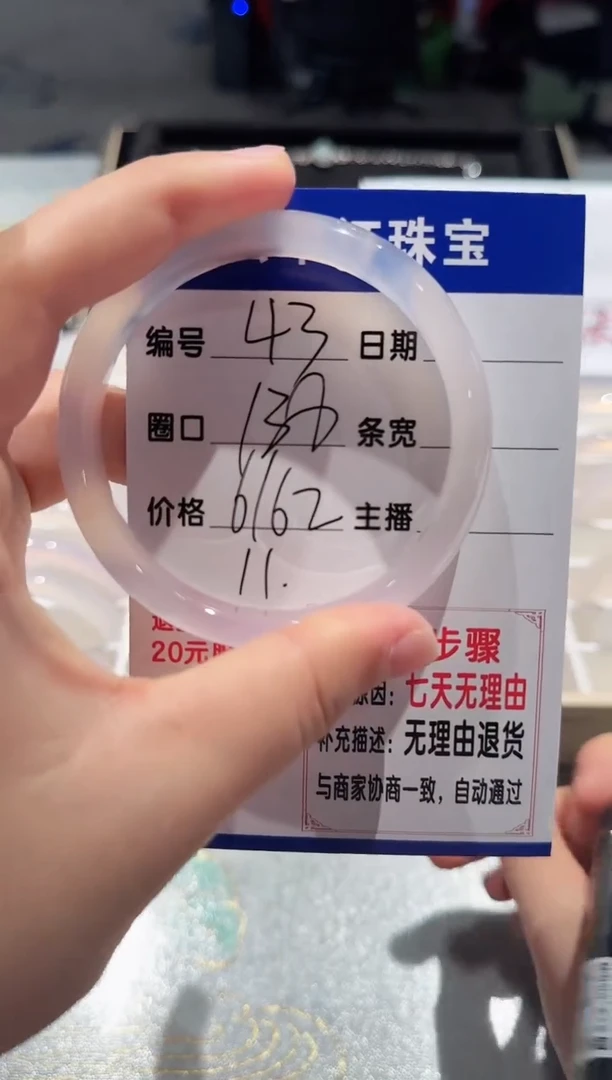 珠宝
编号 43 日期
圈口 条宽
价格 6162 主播
11.
20元
步骤
原因：七天无理由
补充描述：无理由退货
与商家协商一致，自动通过